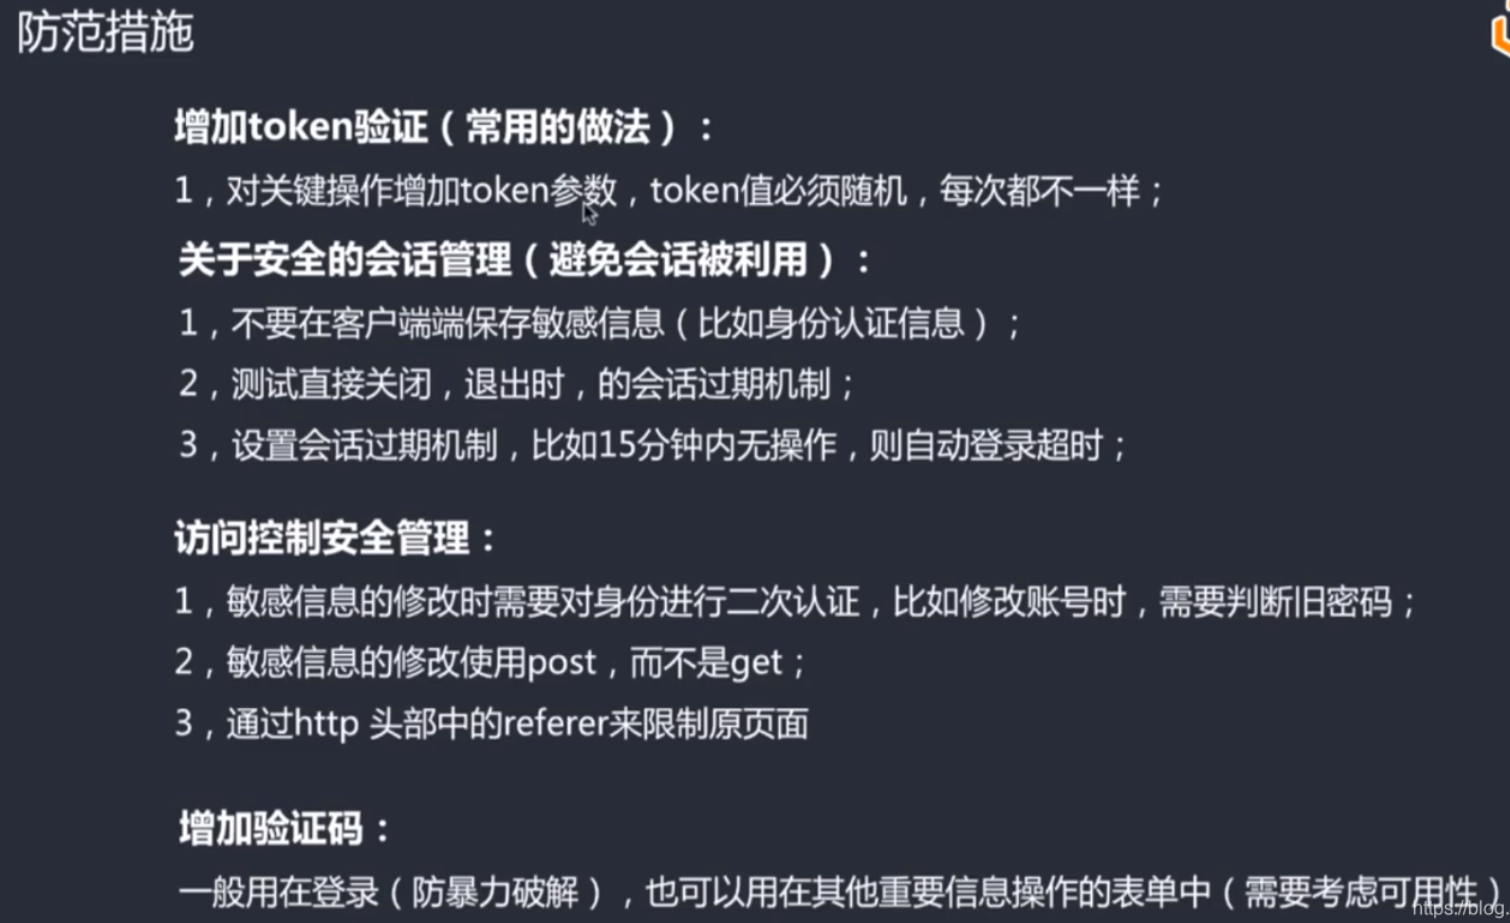 防范措施
增加token验证（常用的做法）：
1，对关键操作增加token参数，token值必须随机，每次都不一样；
关于安全的会话管理（避免会话被利用）：
1，不要在客户端端保存敏感信息（比如身份认证信息）；
2，测试直接关闭，退出时，的会话过期机制；
3，设置会话过期机制，比如15分钟内无操作，则自动登录超时；
访问控制安全管理：
1，敏感信息的修改时需要对身份进行二次认证，比如修改账号时，需要判断旧密码；
2，敏感信息的修改使用post，而不是get；
3，通过http 头部中的referer来限制原页面
增加验证码：
一般用在登录（防暴力破解），也可以用在其他重要信息操作的表单中（需要考虑可用性）
https://blog.